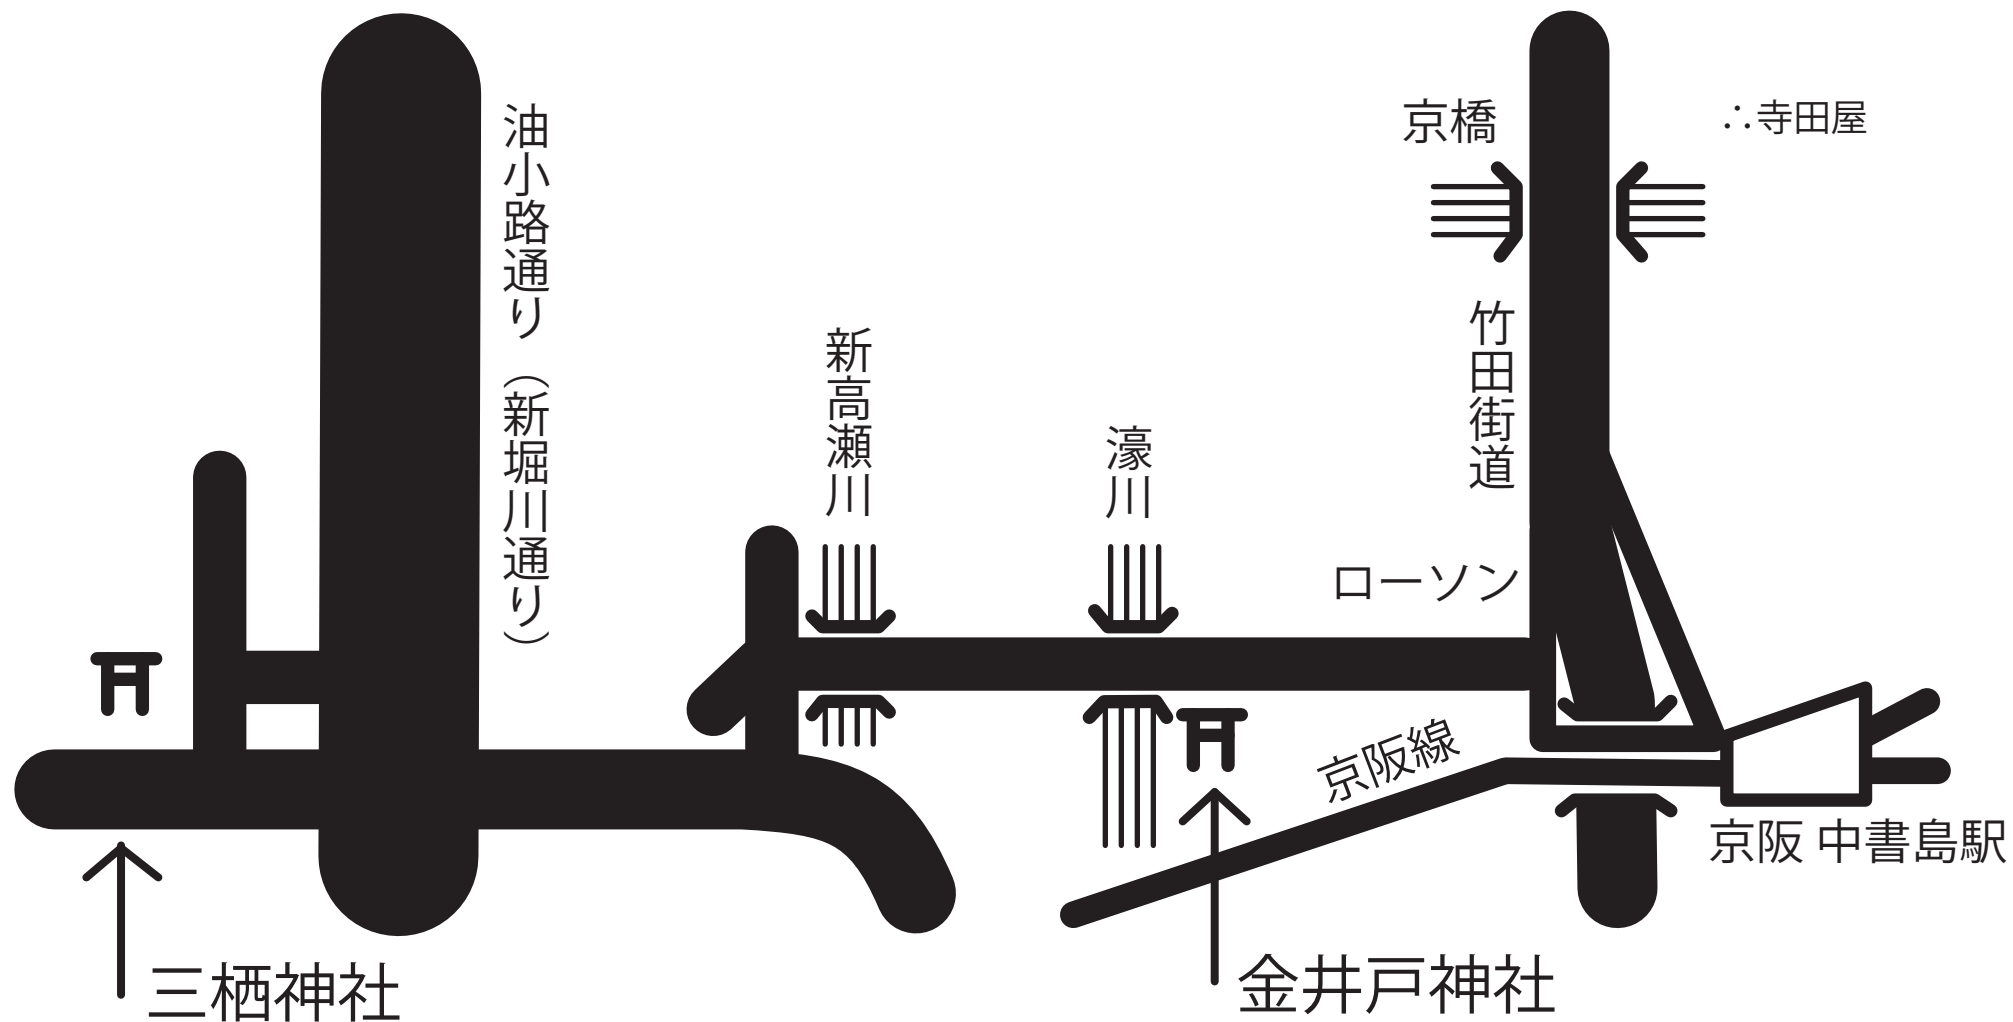 油小路通り（新堀川通り）
新高瀬川
濠川
京橋
∴寺田屋
竹田街道
ローソン
京阪線
京阪 中書島駅
三栖神社
金井戸神社